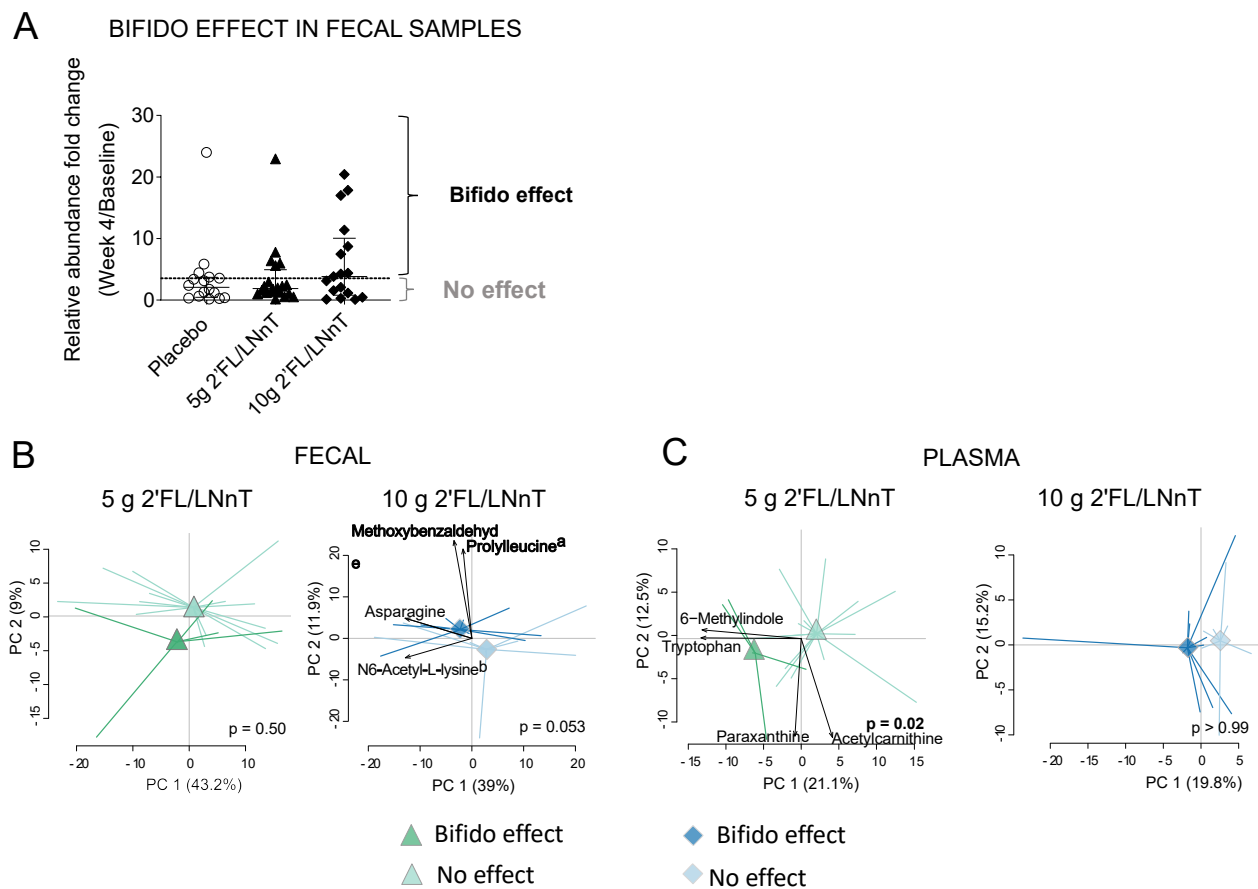 A
BIFIDO EFFECT IN FECAL SAMPLES
Relative abundance fold change
(Week 4/Baseline)
30
20
10
0
Bifido effect
No effect
Placebo
5g 2'FL/LNnT
10g 2'FL/LNnT
B
FECAL
5 g 2'FL/LNnT
10 g 2'FL/LNnT
PC 2 (9%)
10
5
0
-5
-10
-15
p = 0.50
-20
-10
0
10
PC 1 (43.2%)
Methoxybenzaldehyd
e
Prolylleucineᵃ
Asparagine
N6-Acetyl-L-lysineᵇ
PC 2 (11.9%)
20
10
0
-10
-20
p = 0.053
-20
-10
0
10
20
PC 1 (39%)
C
PLASMA
5 g 2'FL/LNnT
10 g 2'FL/LNnT
PC 2 (12.5%)
10
5
0
-5
-10
6-Methylindole
Tryptophan
p = 0.02
Paraxanthine
Acetylcarnithine
-15
-10
-5
0
5
10
15
PC 1 (21.1%)
PC 2 (15.2%)
10
5
0
-5
-10
p > 0.99
-20
-15
-10
-5
0
5
PC 1 (19.8%)
Bifido effect
No effect
Bifido effect
No effect